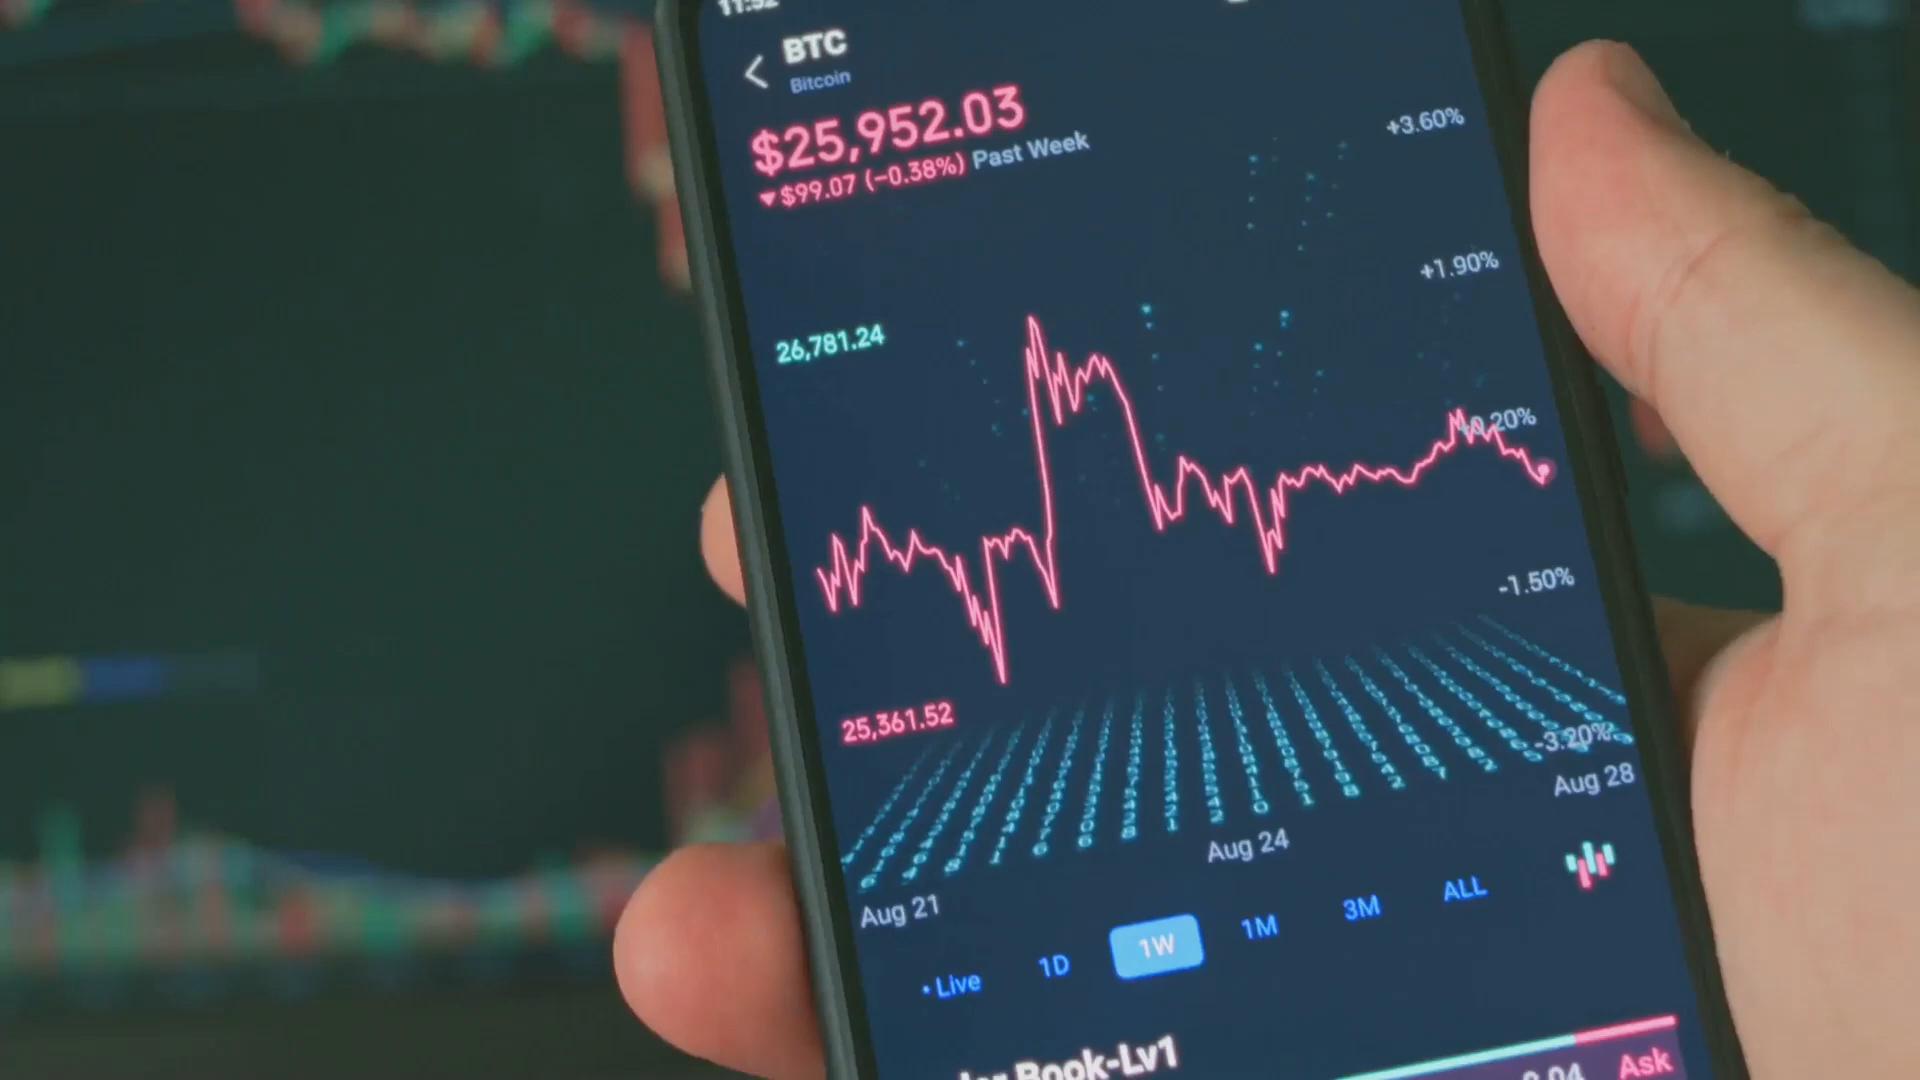 BTC
Bitcoin
$25,952.03
▼$99.07 (−0.38%) Past Week
+3.60%
+1.90%
26,781.24
+0.20%
-1.50%
25,361.52
-3.20%
Aug 21
Aug 24
Aug 28
• Live
1D
1W
1M
3M
ALL
Book-Lv1
Ask